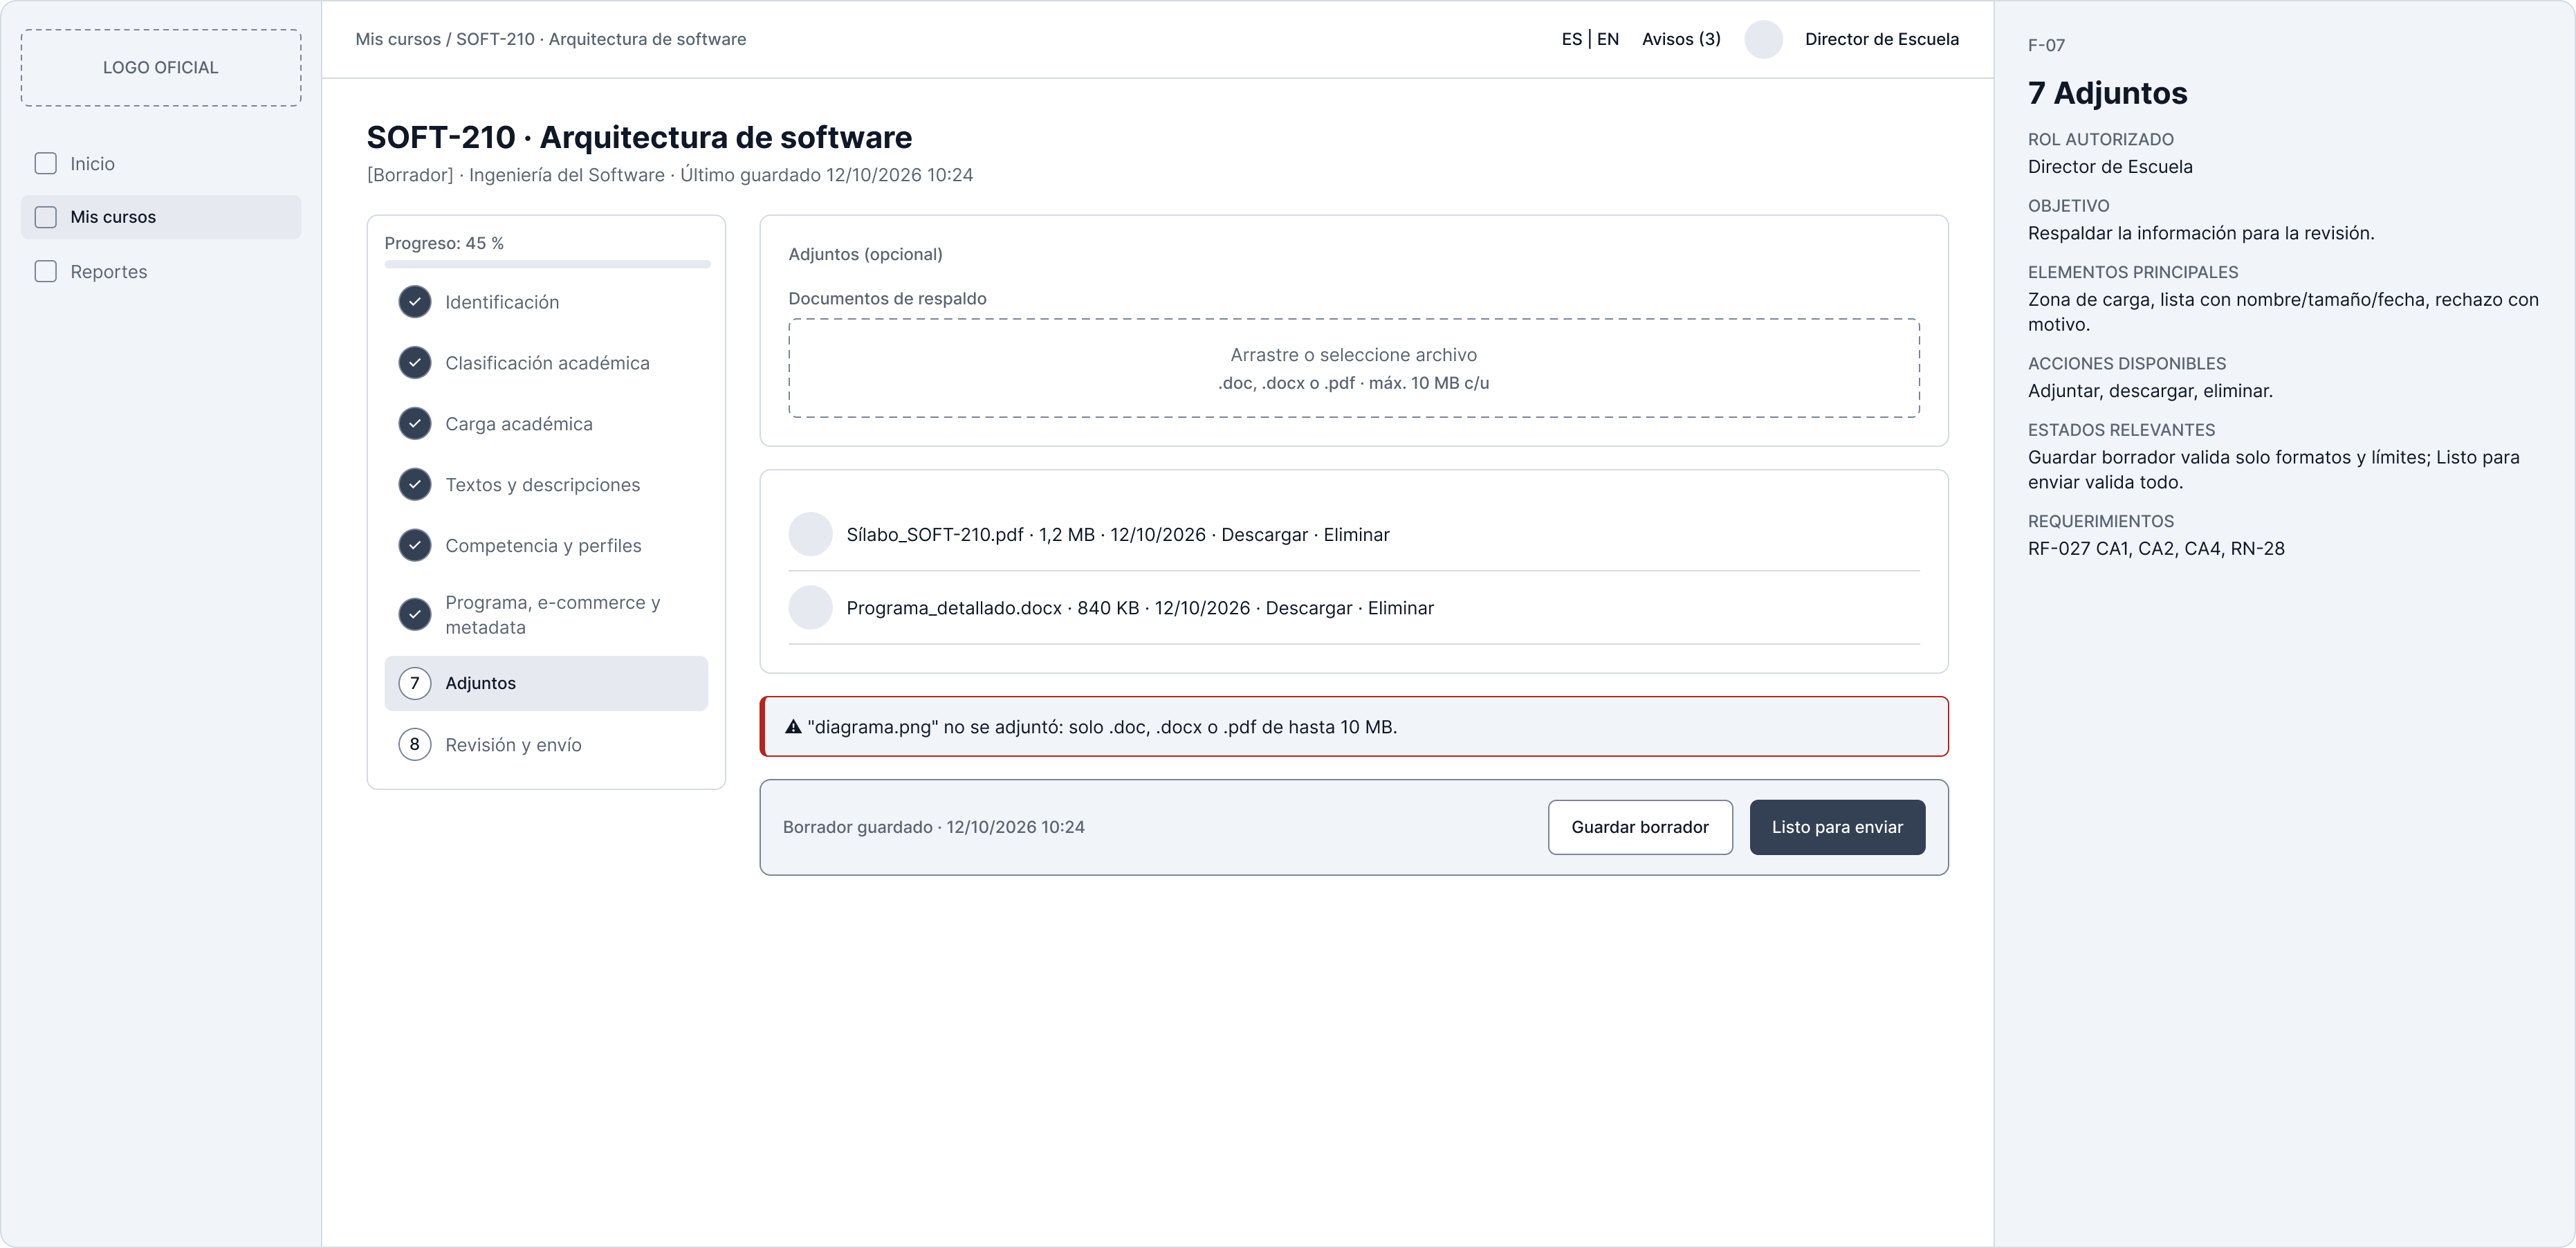 LOGO OFICIAL
Inicio
Mis cursos
Reportes
Mis cursos / SOFT-210 · Arquitectura de software
ES | EN
Avisos (3)
Director de Escuela
SOFT-210 · Arquitectura de software
[Borrador] · Ingeniería del Software · Último guardado 12/10/2026 10:24
Progreso: 45 %
Identificación
Clasificación académica
Carga académica
Textos y descripciones
Competencia y perfiles
Programa, e-commerce y
metadata
7 Adjuntos
8 Revisión y envío
Adjuntos (opcional)
Documentos de respaldo
Arrastre o seleccione archivo
.doc, .docx o .pdf · máx. 10 MB c/u
Sílabo_SOFT-210.pdf · 1,2 MB · 12/10/2026 · Descargar · Eliminar
Programa_detallado.docx · 840 KB · 12/10/2026 · Descargar · Eliminar
"diagrama.png" no se adjuntó: solo .doc, .docx o .pdf de hasta 10 MB.
Borrador guardado · 12/10/2026 10:24
Guardar borrador
Listo para enviar
F-07
7 Adjuntos
ROL AUTORIZADO
Director de Escuela
OBJETIVO
Respaldar la información para la revisión.
ELEMENTOS PRINCIPALES
Zona de carga, lista con nombre/tamaño/fecha, rechazo con
motivo.
ACCIONES DISPONIBLES
Adjuntar, descargar, eliminar.
ESTADOS RELEVANTES
Guardar borrador valida solo formatos y límites; Listo para
enviar valida todo.
REQUERIMIENTOS
RF-027 CA1, CA2, CA4, RN-28